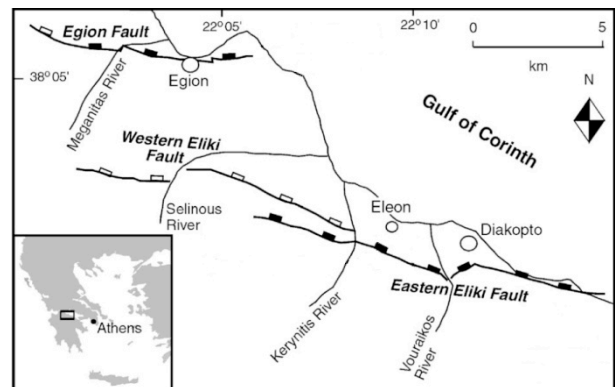 22°05'
22°10'
0
5
km
N
Egion Fault
38°05'
Egion
Meganitas River
Gulf of Corinth
Western Eliki
Fault
Selinous
River
Eleon
Diakopto
Eastern Eliki Fault
Kerynitis River
Vouraikos
River
Athens